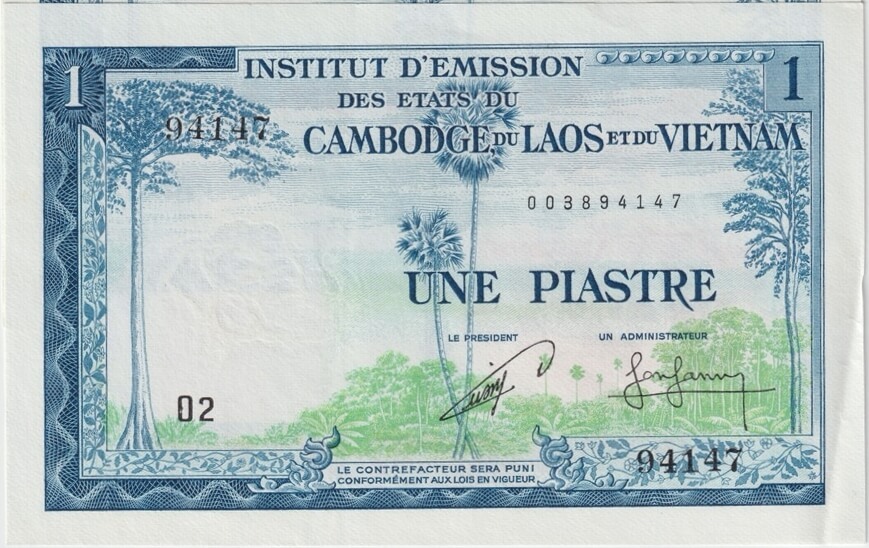 1
INSTITUT D'EMISSION
1
DES ETATS DU
94147
CAMBODGE, DU LAOS ET DU VIETNAM
003894147
UNE PIASTRE
LE PRESIDENT
UN ADMINISTRATEUR
02
94147
LE CONTREFACTEUR SERA PUNI
CONFORMÉMENT AUX LOIS EN VIGUEUR